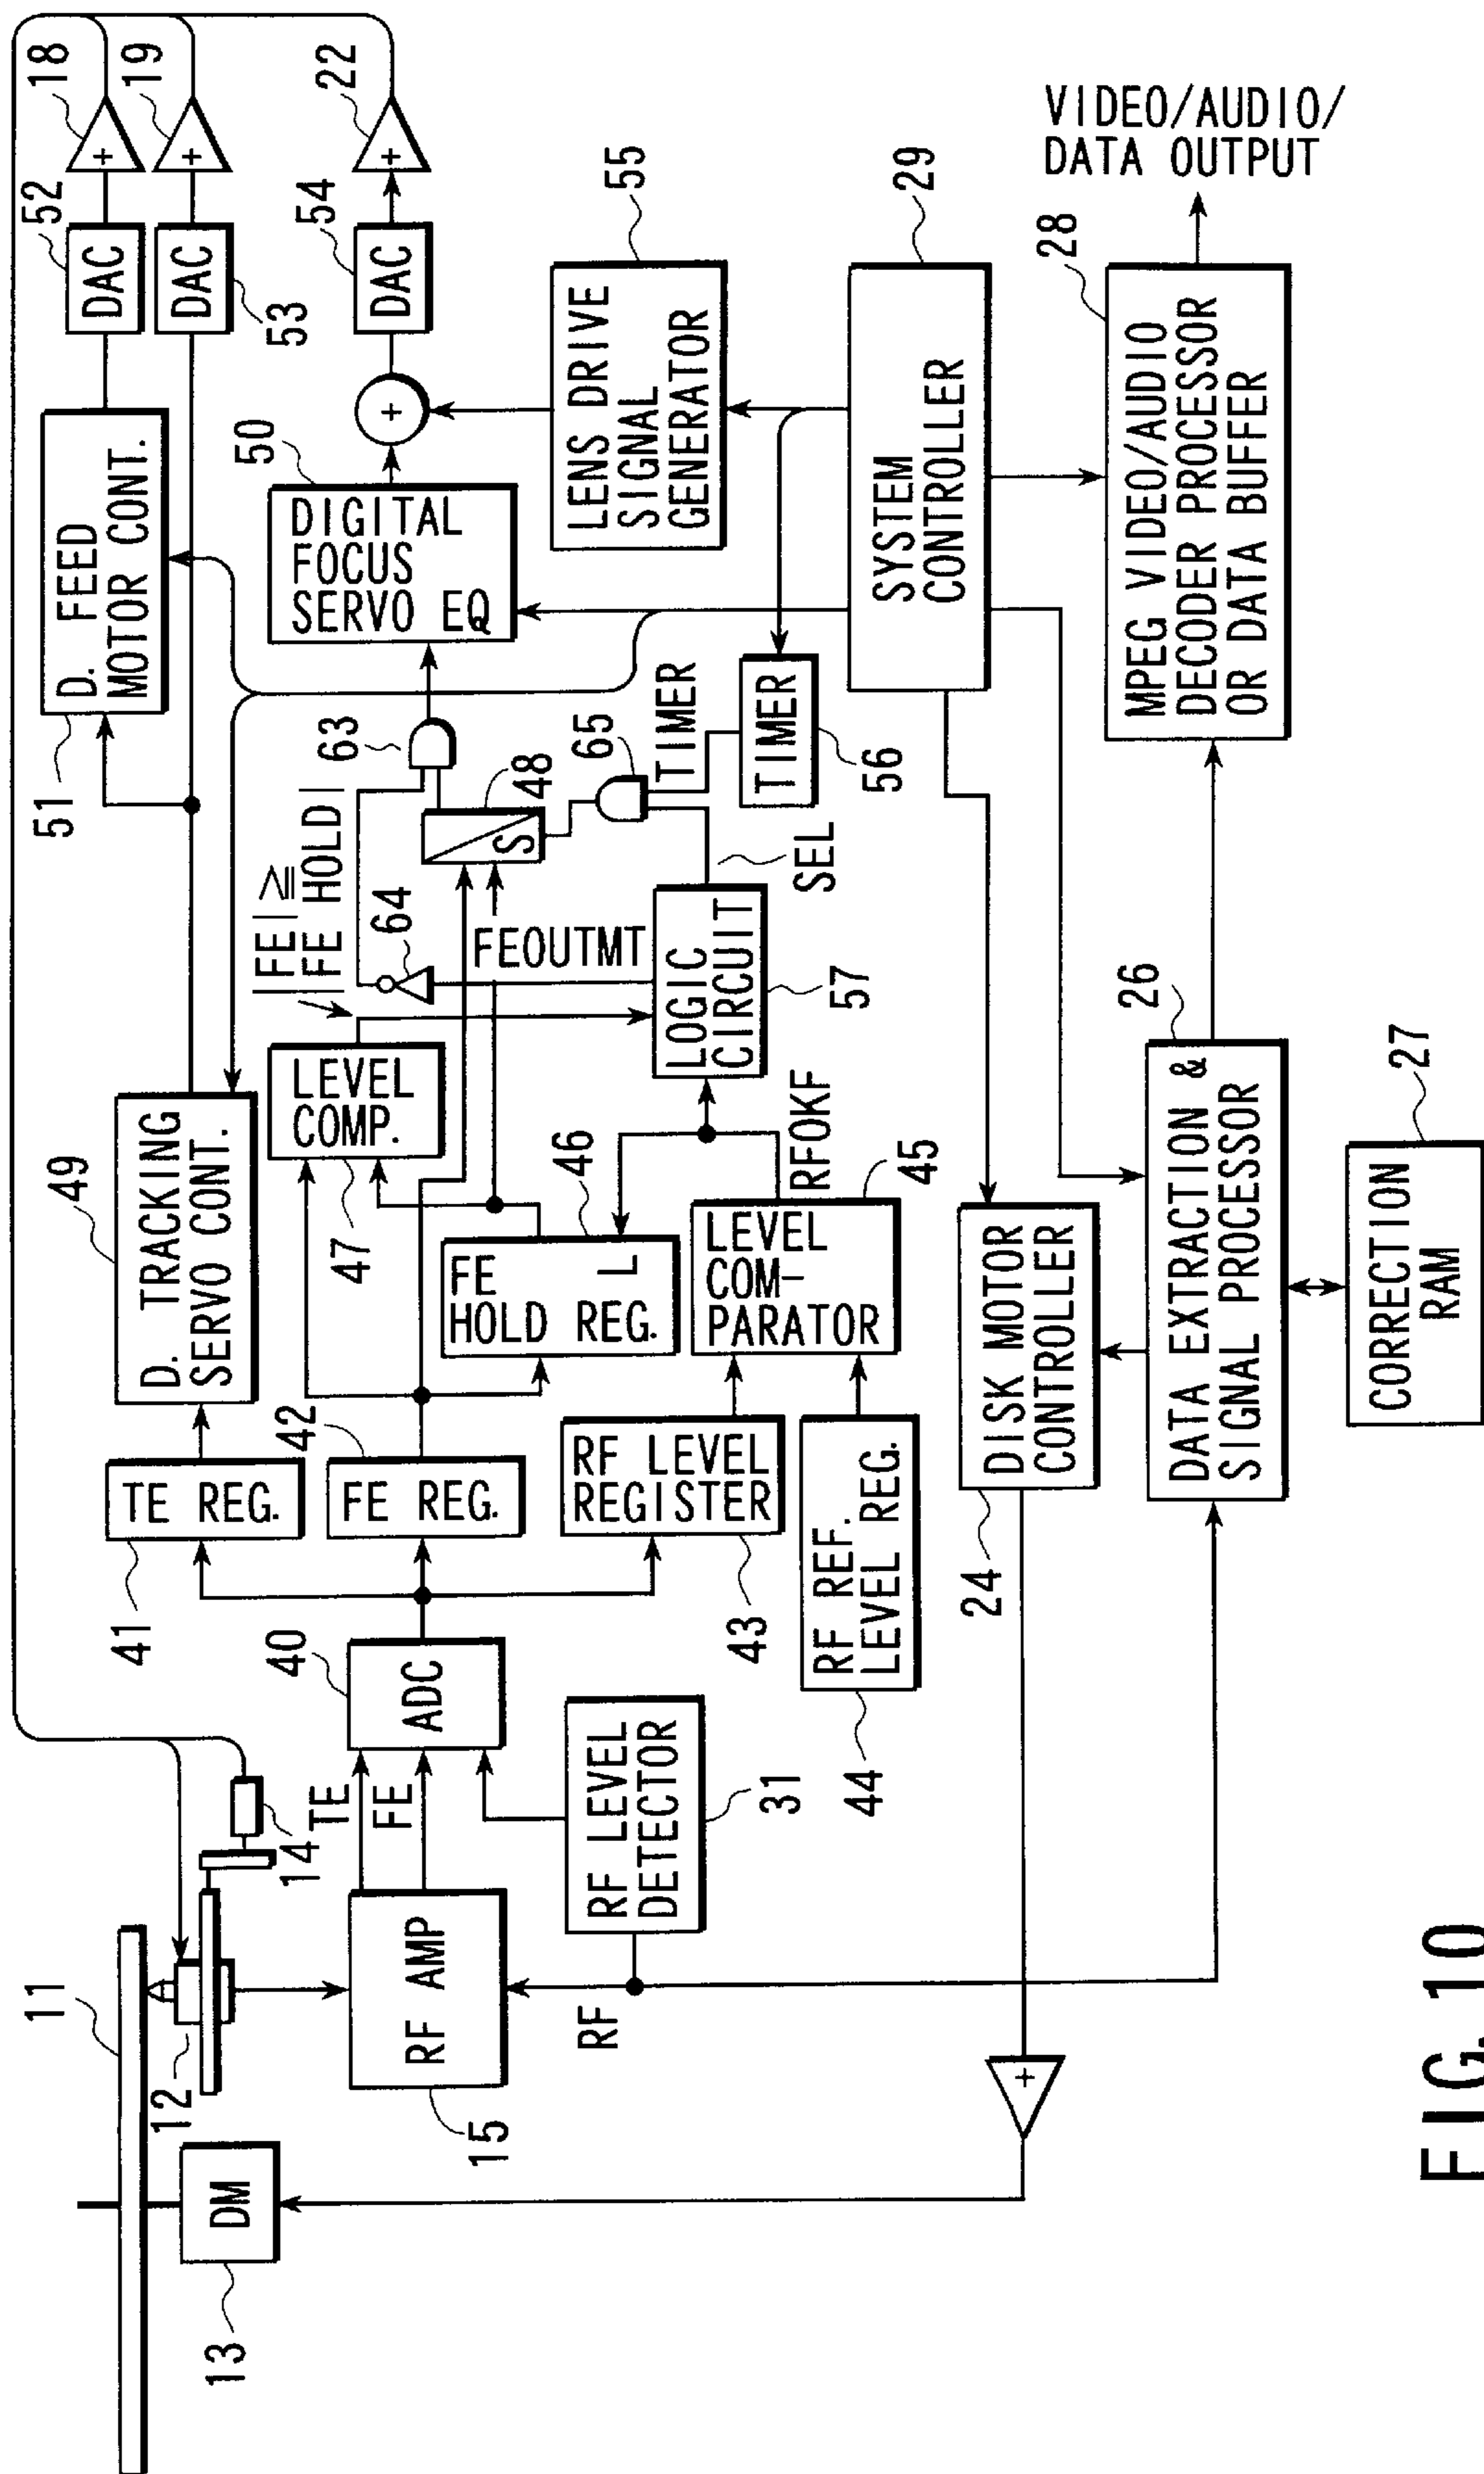 11
12
13
DM
14
15
RF AMP
RF
TE
FE
RF LEVEL
DETECTOR
31
40
ADC
41
TE REG.
42
FE REG.
RF LEVEL
REGISTER
43
RF REF.
LEVEL REG.
44
49
D. TRACKING
SERVO CONT.
LEVEL
COMP.
47
FE
HOLD REG.
L
46
LEVEL
COM-
PARATOR
45
RFOKF
|FE| ≧
|FE HOLD|
64
FEOUTMT
LOGIC
CIRCUIT
57
SEL
S
48
63
65
TIMER
TIMER
56
51
D. FEED
MOTOR CONT.
50
DIGITAL
FOCUS
SERVO EQ
+
LENS DRIVE
SIGNAL
GENERATOR
55
52
DAC
53
DAC
54
DAC
18
+
19
+
22
+
SYSTEM
CONTROLLER
29
DISK MOTOR
CONTROLLER
24
+
DATA EXTRACTION &
SIGNAL PROCESSOR
26
CORRECTION
RAM
27
MPEG VIDEO/AUDIO
DECODER PROCESSOR
OR DATA BUFFER
28
VIDEO/AUDIO/
DATA OUTPUT
FIG. 10